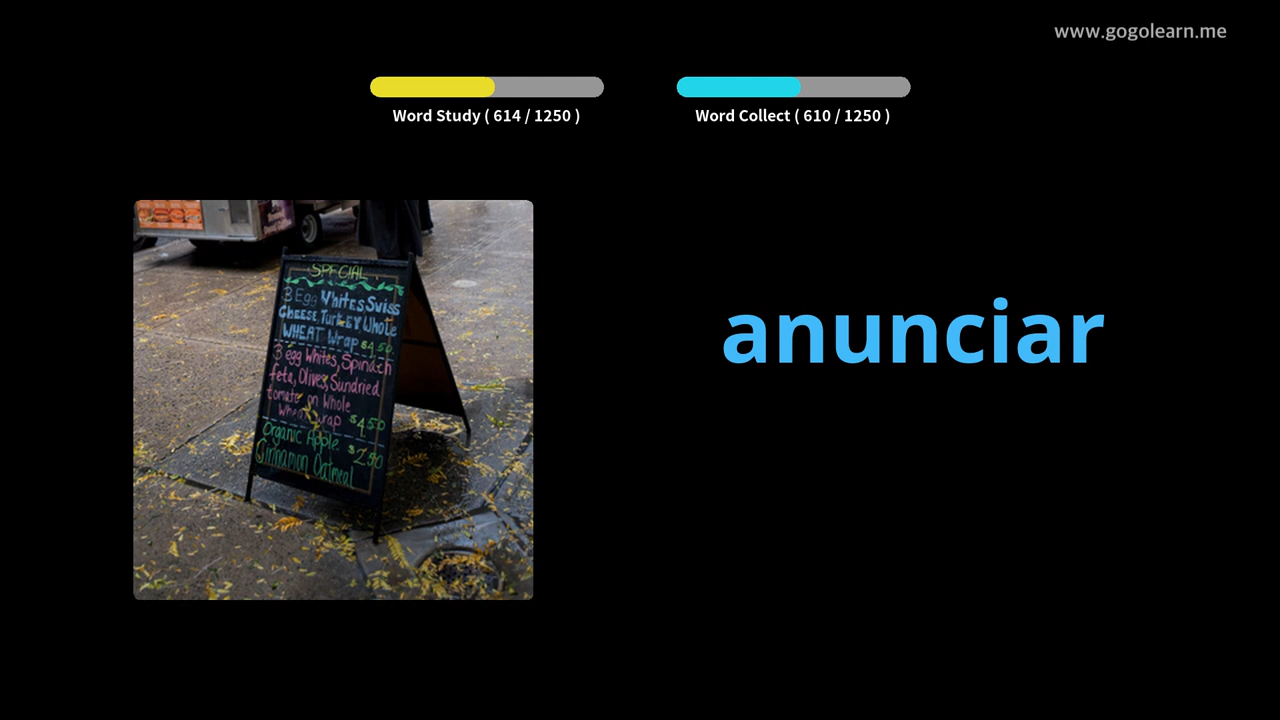 www.gogolearn.me
Word Study ( 614 / 1250 )
Word Collect ( 610 / 1250 )
SPECIAL
3 Egg Whites, Swiss
Cheese, Turkey Whole
WHEAT Wrap $4.50
3 egg Whites, Spinach
feta, Olives, Sundried
tomato on Whole
Wheat Wrap $4.50
Organic Apple
Cinnamon Oatmeal $2.50
anunciar